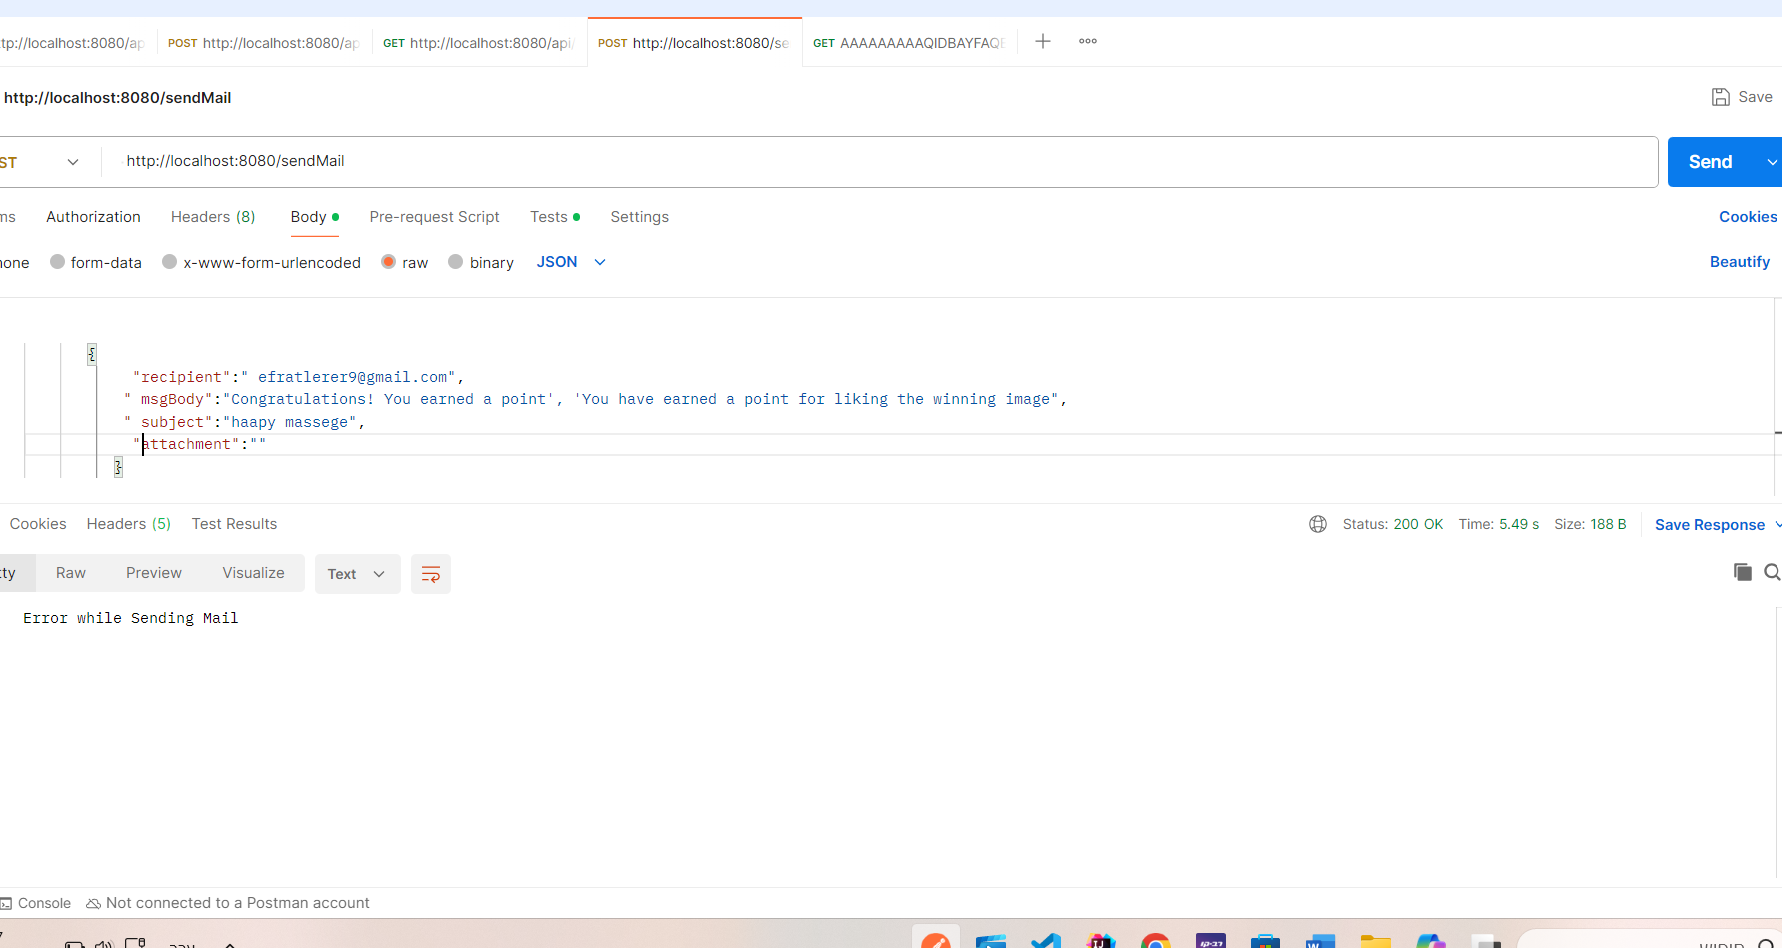 tp://localhost:8080/ap POST http://localhost:8080/ap GET http://localhost:8080/api/ POST http://localhost:8080/se GET AAAAAAAAAQIDBAYFAQE
http://localhost:8080/sendMail Save
ST http://localhost:8080/sendMail Send
ms Authorization Headers (8) Body Pre-request Script Tests Settings Cookies
none form-data x-www-form-urlencoded raw binary JSON Beautify
{
"recipient":" efratlerer9@gmail.com",
" msgBody":"Congratulations! You earned a point', 'You have earned a point for liking the winning image",
" subject":"haapy massege",
"attachment":""
}
Cookies Headers (5) Test Results Status: 200 OK Time: 5.49 s Size: 188 B Save Response
ty Raw Preview Visualize Text
Error while Sending Mail
Console Not connected to a Postman account